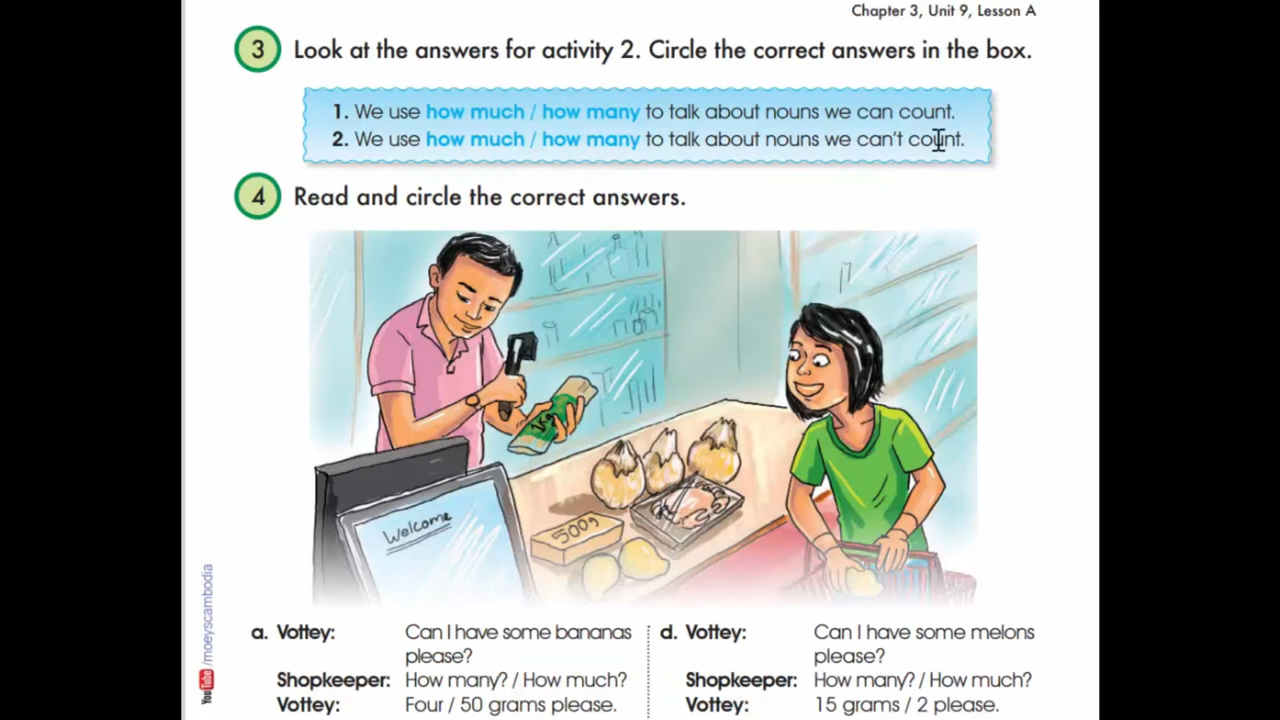 Chapter 3, Unit 9, Lesson A
3 Look at the answers for activity 2. Circle the correct answers in the box.
1. We use how much / how many to talk about nouns we can count.
2. We use how much / how many to talk about nouns we can't count.
4 Read and circle the correct answers.
1Kg
500g
Welcome
a. Vottey: Can I have some bananas
please?
Shopkeeper: How many? / How much?
Vottey: Four / 50 grams please.
d. Vottey: Can I have some melons
please?
Shopkeeper: How many? / How much?
Vottey: 15 grams / 2 please.
YouTube /moeyscambodia